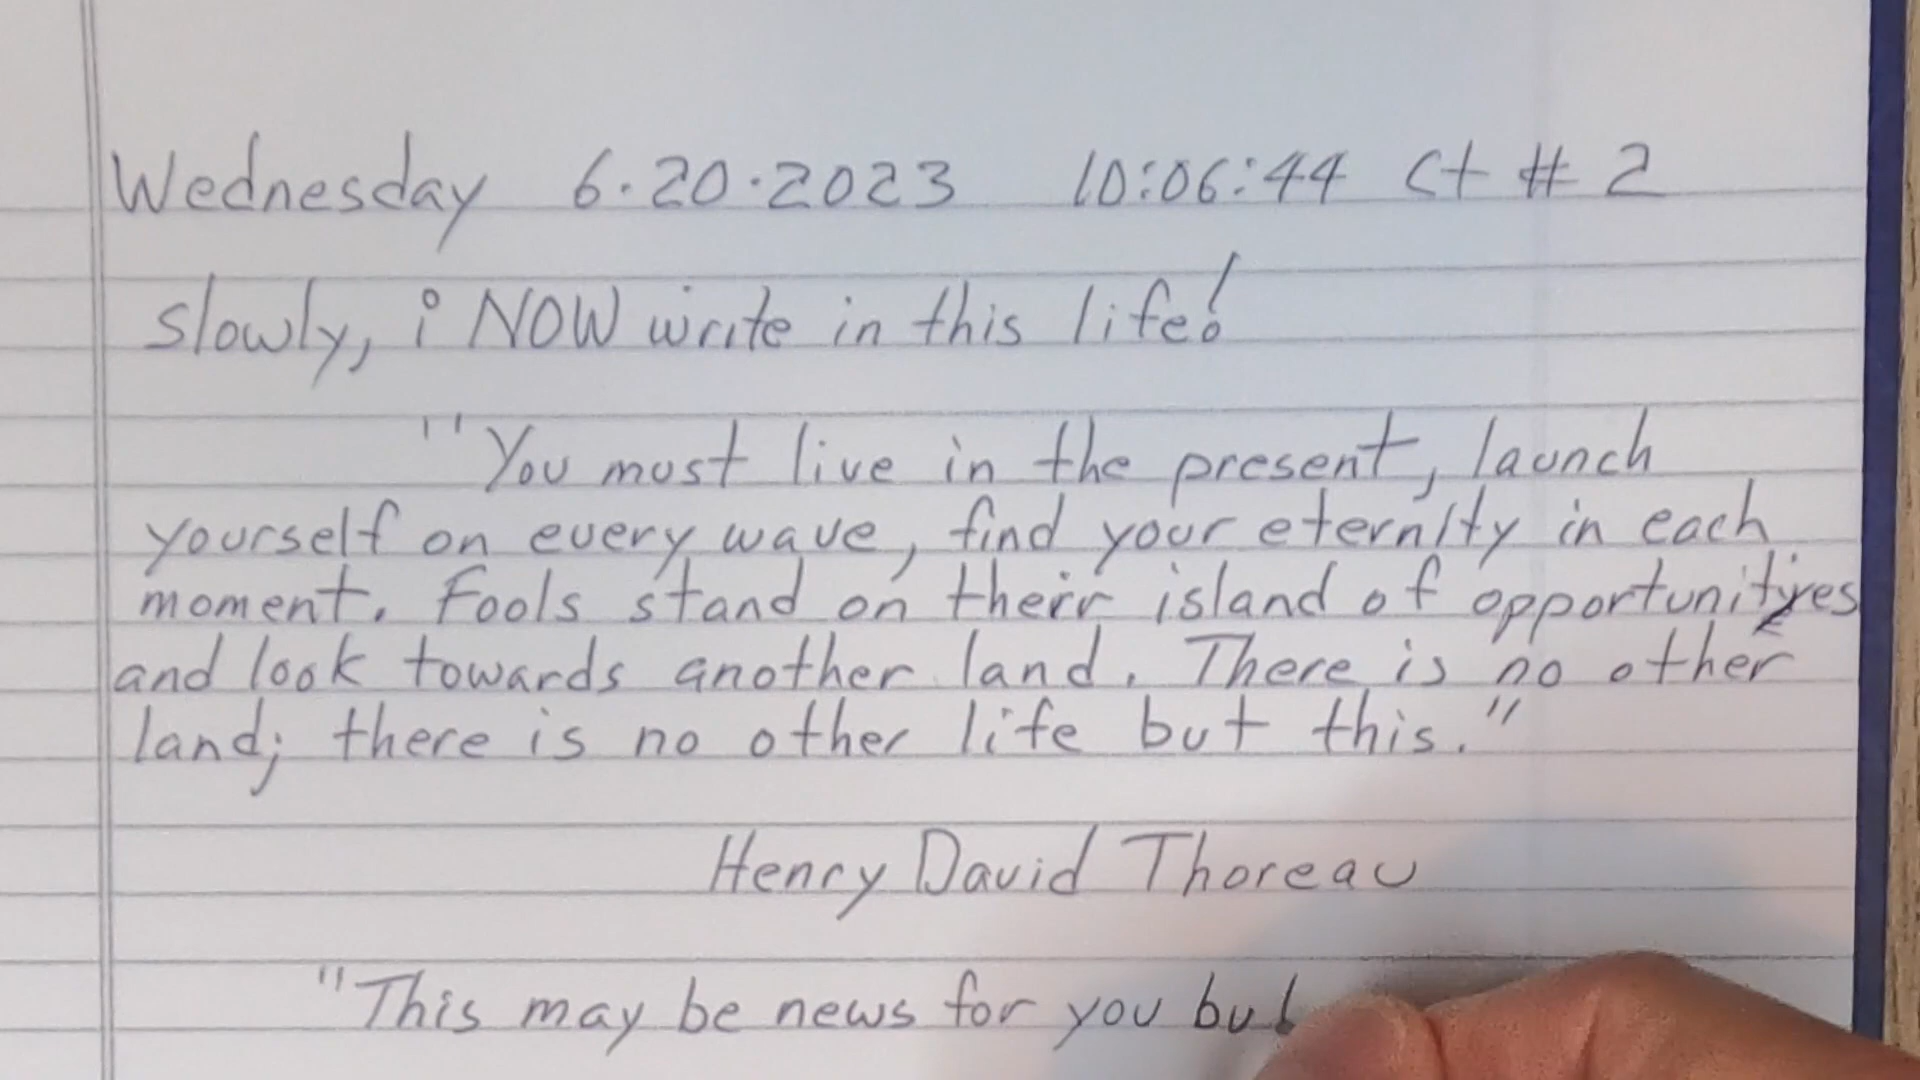 Wednesday 6.20.2023 10:06:44 Ct # 2
slowly, i NOW write in this life!
"You must live in the present, launch
yourself on every wave, find your eternity in each
moment. Fools stand on their island of opportunities
and look towards another land. There is no other
land; there is no other life but this."
Henry David Thoreau
"This may be news for you but